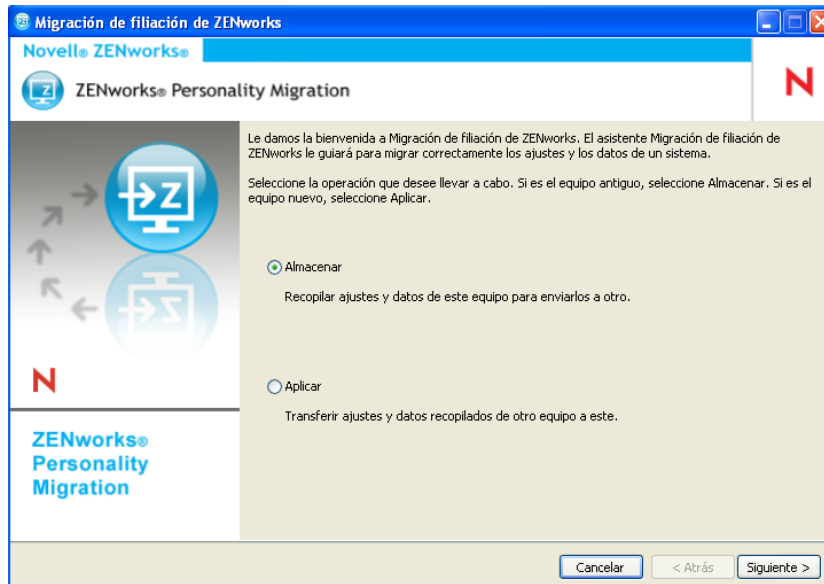 Migración de filiación de ZENworks
Novell® ZENworks®
ZENworks® Personality Migration
N
Le damos la bienvenida a Migración de filiación de ZENworks. El asistente Migración de filiación de
ZENworks le guiará para migrar correctamente los ajustes y los datos de un sistema.
Seleccione la operación que desee llevar a cabo. Si es el equipo antiguo, seleccione Almacenar. Si es el
equipo nuevo, seleccione Aplicar.
Z
Almacenar
Recopilar ajustes y datos de este equipo para enviarlos a otro.
N
Aplicar
Transferir ajustes y datos recopilados de otro equipo a este.
ZENworks®
Personality
Migration
Cancelar
< Atrás
Siguiente >